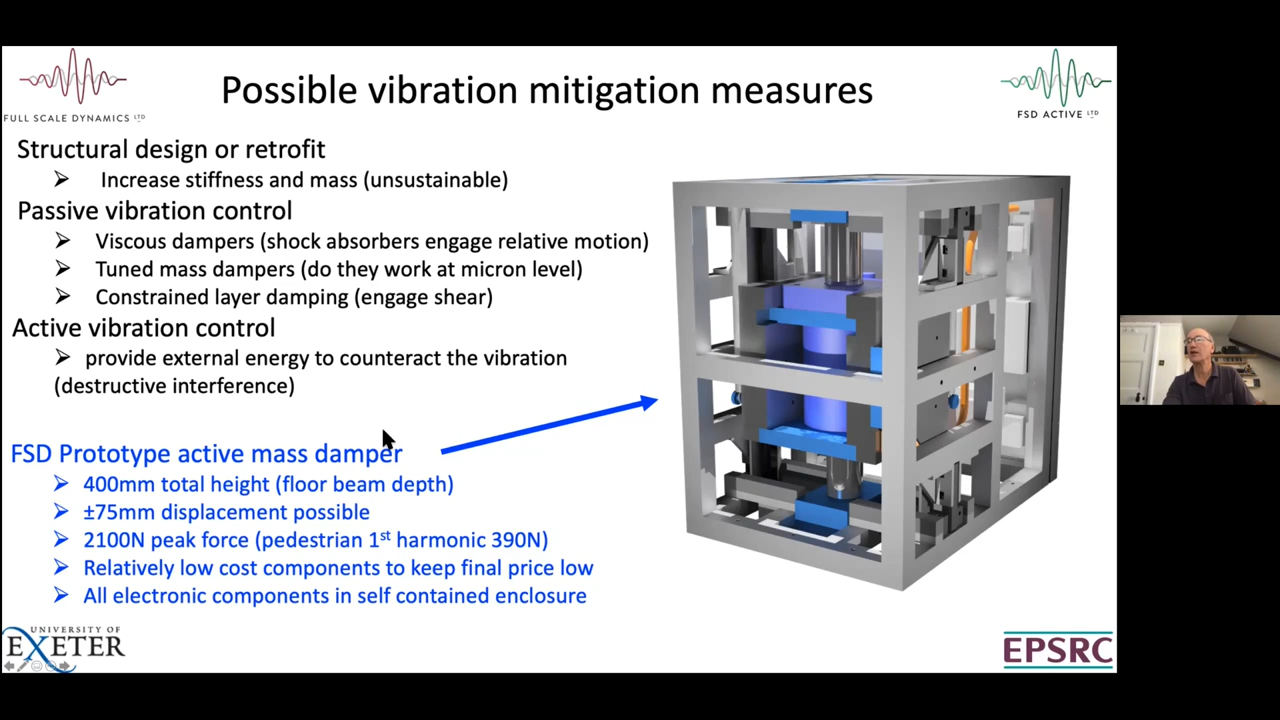 Possible vibration mitigation measures
FULL SCALE DYNAMICS LTD
FSD ACTIVE LTD
Structural design or retrofit
➢ Increase stiffness and mass (unsustainable)
Passive vibration control
➢ Viscous dampers (shock absorbers engage relative motion)
➢ Tuned mass dampers (do they work at micron level)
➢ Constrained layer damping (engage shear)
Active vibration control
➢ provide external energy to counteract the vibration
(destructive interference)
FSD Prototype active mass damper
➢ 400mm total height (floor beam depth)
➢ ±75mm displacement possible
➢ 2100N peak force (pedestrian 1st harmonic 390N)
➢ Relatively low cost components to keep final price low
➢ All electronic components in self contained enclosure
UNIVERSITY OF
EXETER
EPSRC